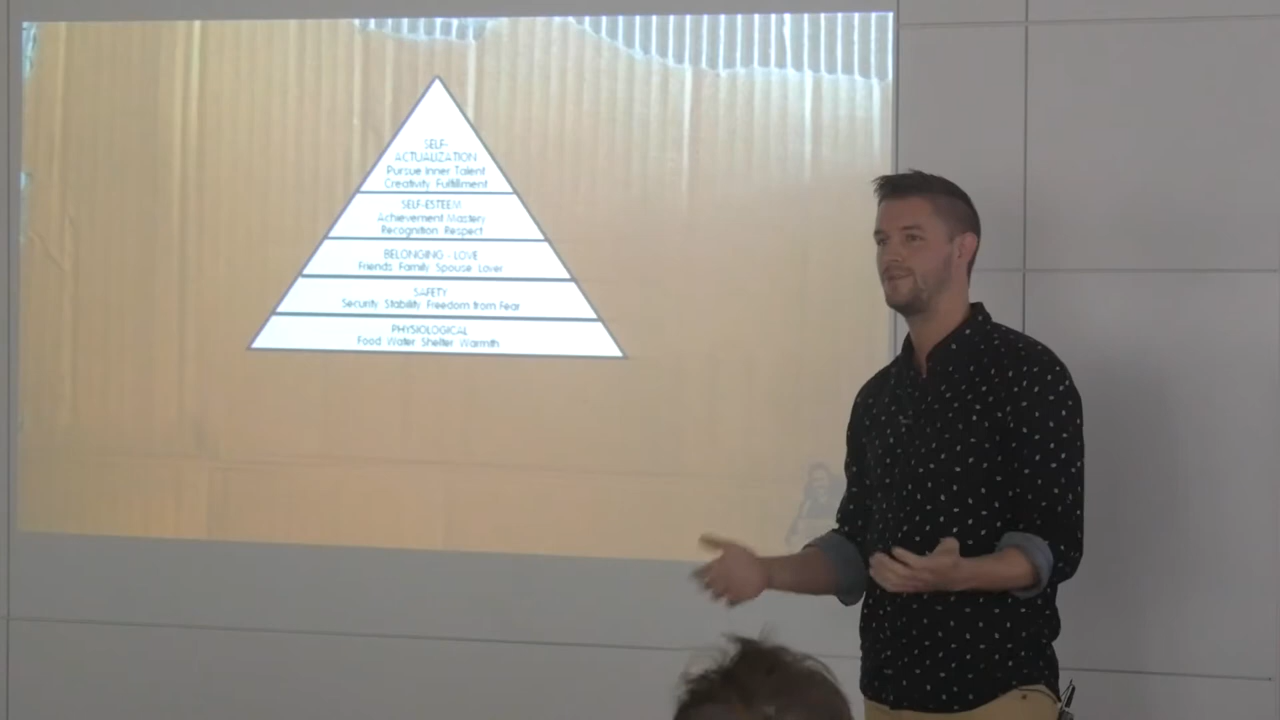 SELF-
ACTUALIZATION
Pursue Inner Talent
Creativity Fulfillment
SELF-ESTEEM
Achievement Mastery
Recognition Respect
BELONGING - LOVE
Friends Family Spouse Lover
SAFETY
Security Stability Freedom from Fear
PHYSIOLOGICAL
Food Water Shelter Warmth